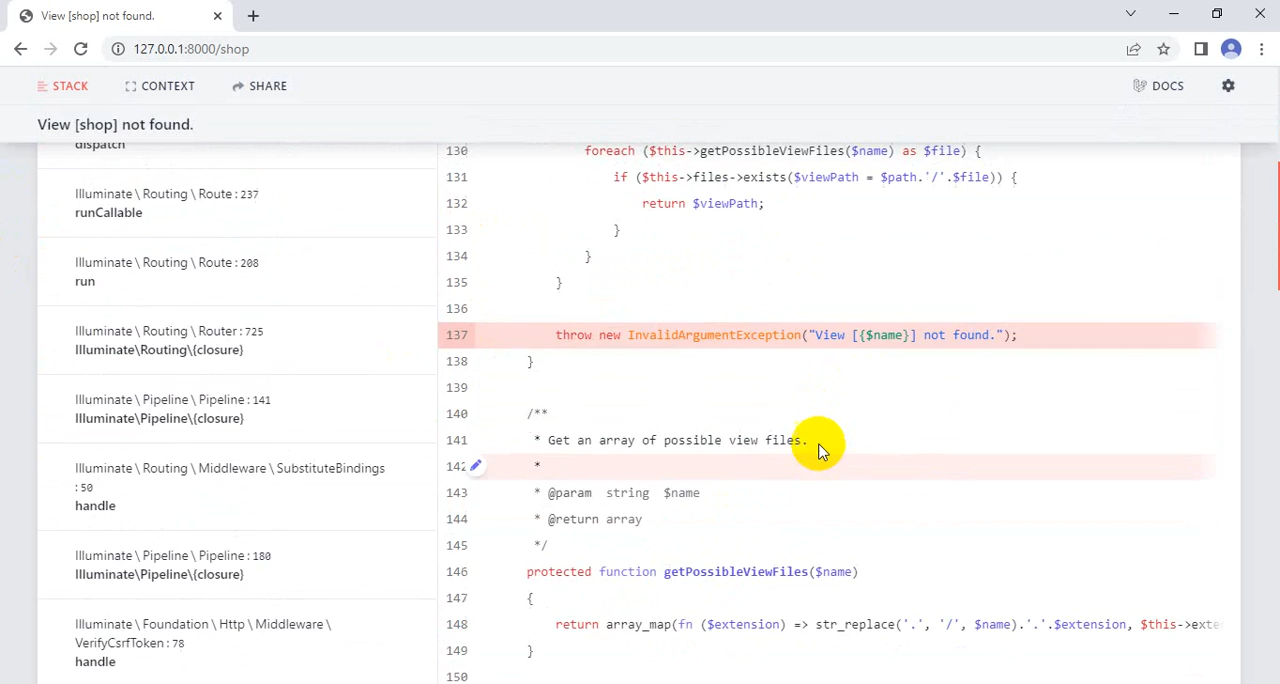 View [shop] not found.
127.0.0.1:8000/shop
STACK
CONTEXT
SHARE
DOCS
View [shop] not found.
dispatch
Illuminate \ Routing \ Route : 237
runCallable
Illuminate \ Routing \ Route : 208
run
Illuminate \ Routing \ Router : 725
Illuminate\Routing\{closure}
Illuminate \ Pipeline \ Pipeline : 141
Illuminate\Pipeline\{closure}
Illuminate \ Routing \ Middleware \ SubstituteBindings
: 50
handle
Illuminate \ Pipeline \ Pipeline : 180
Illuminate\Pipeline\{closure}
Illuminate \ Foundation \ Http \ Middleware \
VerifyCsrfToken : 78
handle
130 foreach ($this->getPossibleViewFiles($name) as $file) {
131 if ($this->files->exists($viewPath = $path.'/'.$file)) {
132 return $viewPath;
133 }
134 }
135 }
136
137 throw new InvalidArgumentException("View [{$name}] not found.");
138 }
139
140 /**
141 * Get an array of possible view files.
142 *
143 * @param string $name
144 * @return array
145 */
146 protected function getPossibleViewFiles($name)
147 {
148 return array_map(fn ($extension) => str_replace('.', '/', $name).'.'.$extension, $this->exte
149 }
150